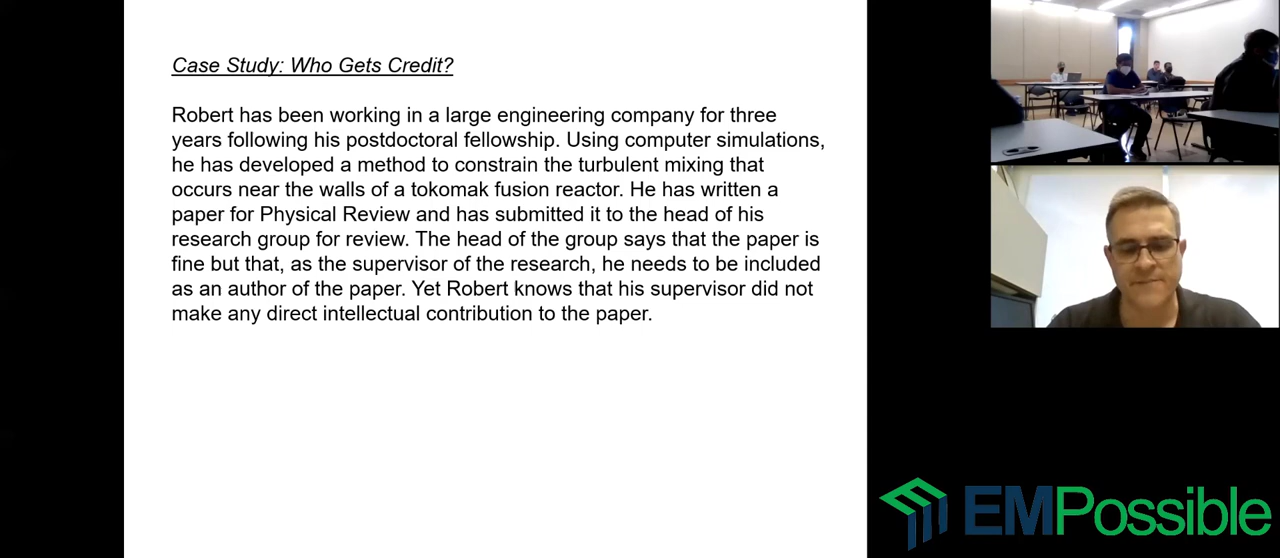 Case Study: Who Gets Credit?
Robert has been working in a large engineering company for three
years following his postdoctoral fellowship. Using computer simulations,
he has developed a method to constrain the turbulent mixing that
occurs near the walls of a tokomak fusion reactor. He has written a
paper for Physical Review and has submitted it to the head of his
research group for review. The head of the group says that the paper is
fine but that, as the supervisor of the research, he needs to be included
as an author of the paper. Yet Robert knows that his supervisor did not
make any direct intellectual contribution to the paper.
EMPossible